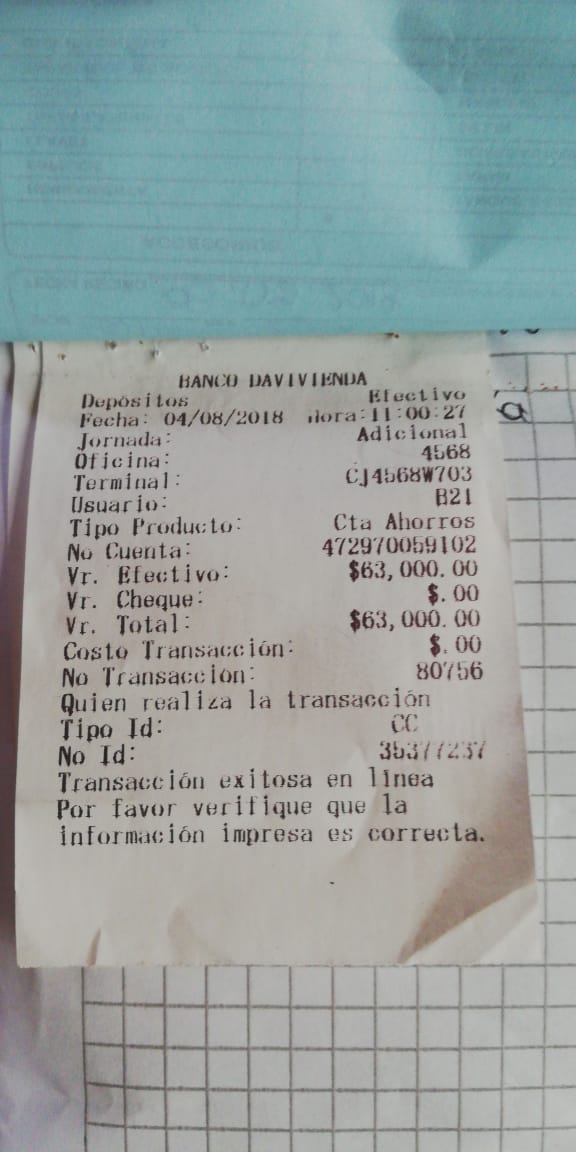 BANCO DAVIVIENDA
Depósitos Efectivo
Fecha: 04/08/2018 Hora:11:00:27
Jornada: Adicional
Oficina: 4568
Terminal: CJ4568W703
Usuario: B21
Tipo Producto: Cta Ahorros
No Cuenta: 472970059102
Vr. Efectivo: $63,000.00
Vr. Cheque: $.00
Vr. Total: $63,000.00
Costo Transacción: $.00
No Transacción: 80756
Quien realiza la transacción
Tipo Id: CC
No Id: 35377237
Transacción exitosa en línea
Por favor verifique que la
información impresa es correcta.